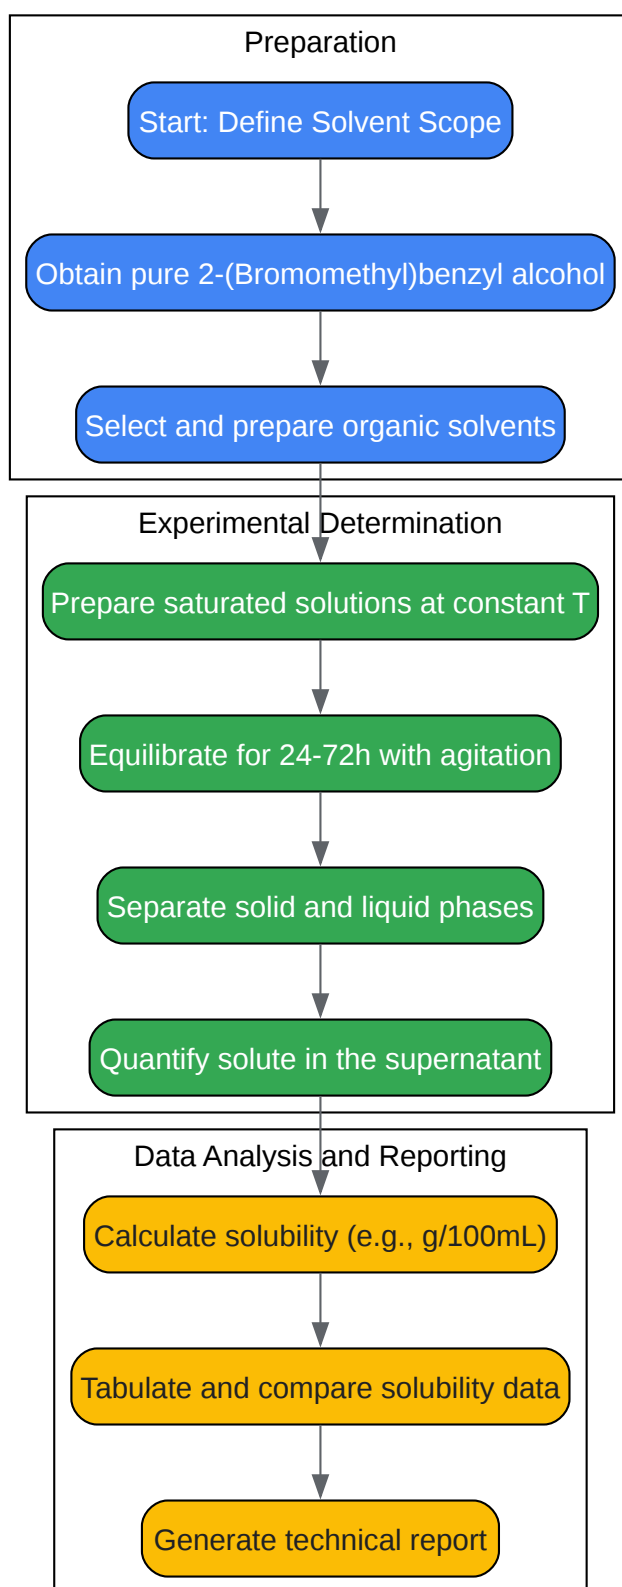 Preparation
Start: Define Solvent Scope
Obtain pure 2-(Bromomethyl)benzyl alcohol
Select and prepare organic solvents
Experimental Determination
Prepare saturated solutions at constant T
Equilibrate for 24-72h with agitation
Separate solid and liquid phases
Quantify solute in the supernatant
Data Analysis and Reporting
Calculate solubility (e.g., g/100mL)
Tabulate and compare solubility data
Generate technical report